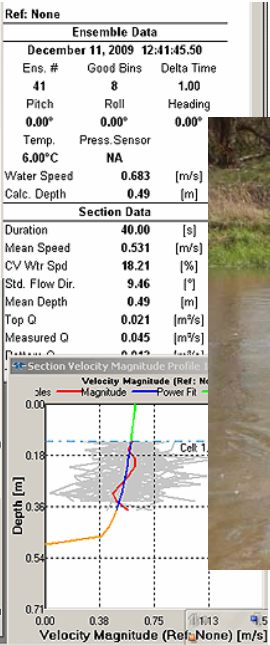 Ref: None
Ensemble Data
December 11, 2009 12:41:45.50
Ens. # Good Bins Delta Time
41 8 1.00
Pitch Roll Heading
0.00° 0.00° 0.00°
Temp. Press.Sensor
6.00°C NA
Water Speed 0.683 [m/s]
Calc. Depth 0.49 [m]
Section Data
Duration 40.00 [s]
Mean Speed 0.531 [m/s]
CV Wtr Spd 18.21 [%]
Std. Flow Dir. 9.46 [°]
Mean Depth 0.49 [m]
Top Q 0.021 [m³/s]
Measured Q 0.045 [m³/s]
Section Velocity Magnitude Profile 1
Velocity Magnitude (Ref: No
ples Magnitude Power Fit
0.00
Cell: 1,
0.18
0.36
0.54
0.71
Depth [m]
0.00 0.38 0.75 1.13
Velocity Magnitude (Ref: None) [m/s]